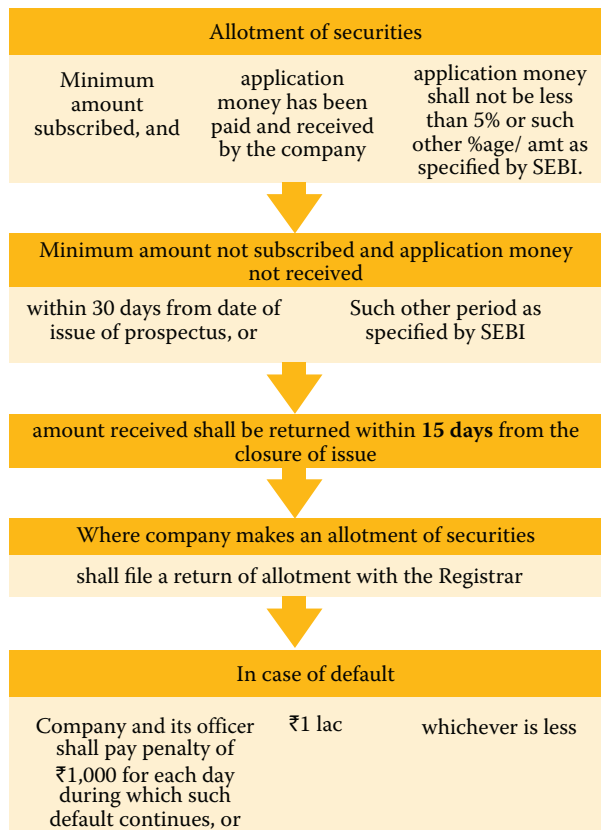 Allotment of securities
Minimum
amount
subscribed, and
application
money has been
paid and received
by the company
application money
shall not be less
than 5% or such
other %age/ amt as
specified by SEBI.
Minimum amount not subscribed and application money
not received
within 30 days from date of
issue of prospectus, or
Such other period as
specified by SEBI
amount received shall be returned within 15 days from the
closure of issue
Where company makes an allotment of securities
shall file a return of allotment with the Registrar
In case of default
Company and its officer
shall pay penalty of
₹1,000 for each day
during which such
default continues, or
₹1 lac
whichever is less